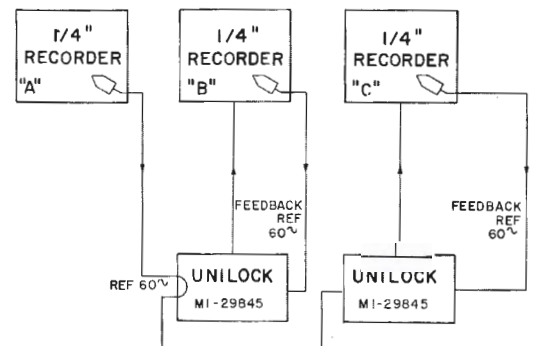 1/4"
RECORDER
"A"
1/4"
RECORDER
"B"
1/4"
RECORDER
"C"
FEEDBACK
REF
60~
FEEDBACK
REF
60~
REF 60~
UNILOCK
MI-29845
UNILOCK
MI-29845